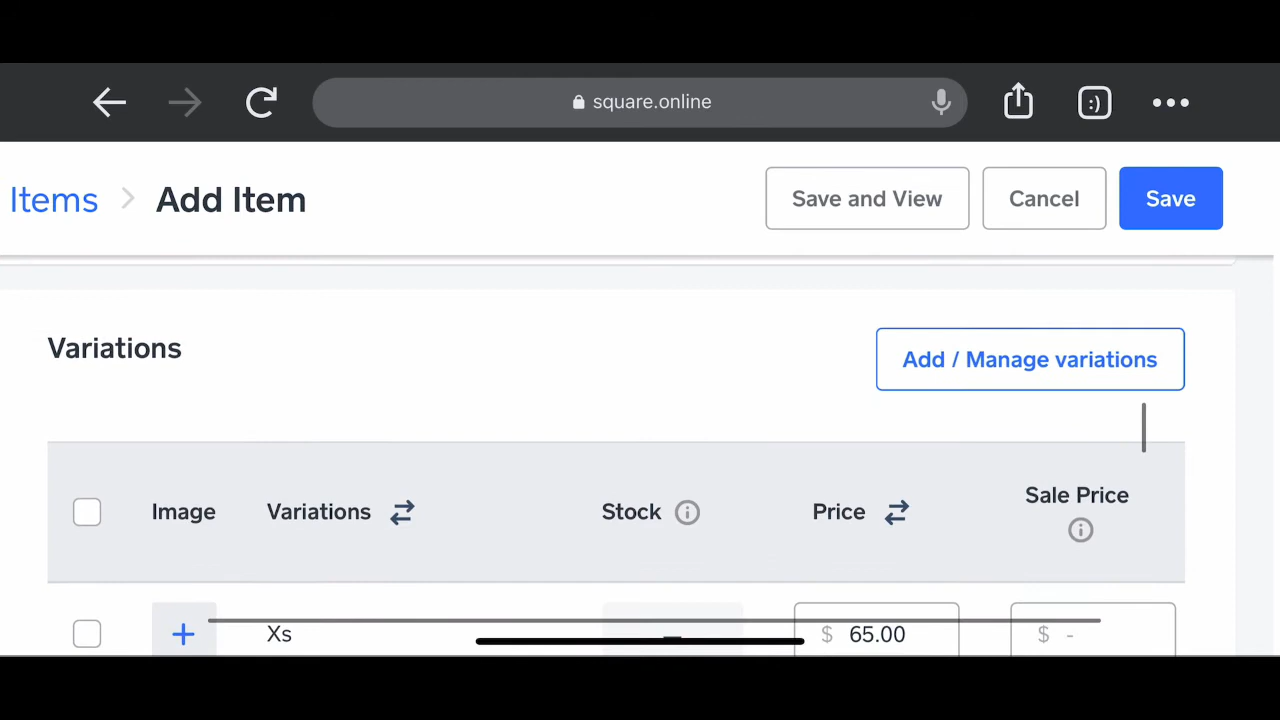 square.online
:)
Items > Add Item
Save and View
Cancel
Save
Variations
Add / Manage variations
Image
Variations
Stock
Price
Sale Price
Xs
$ 65.00
$ -